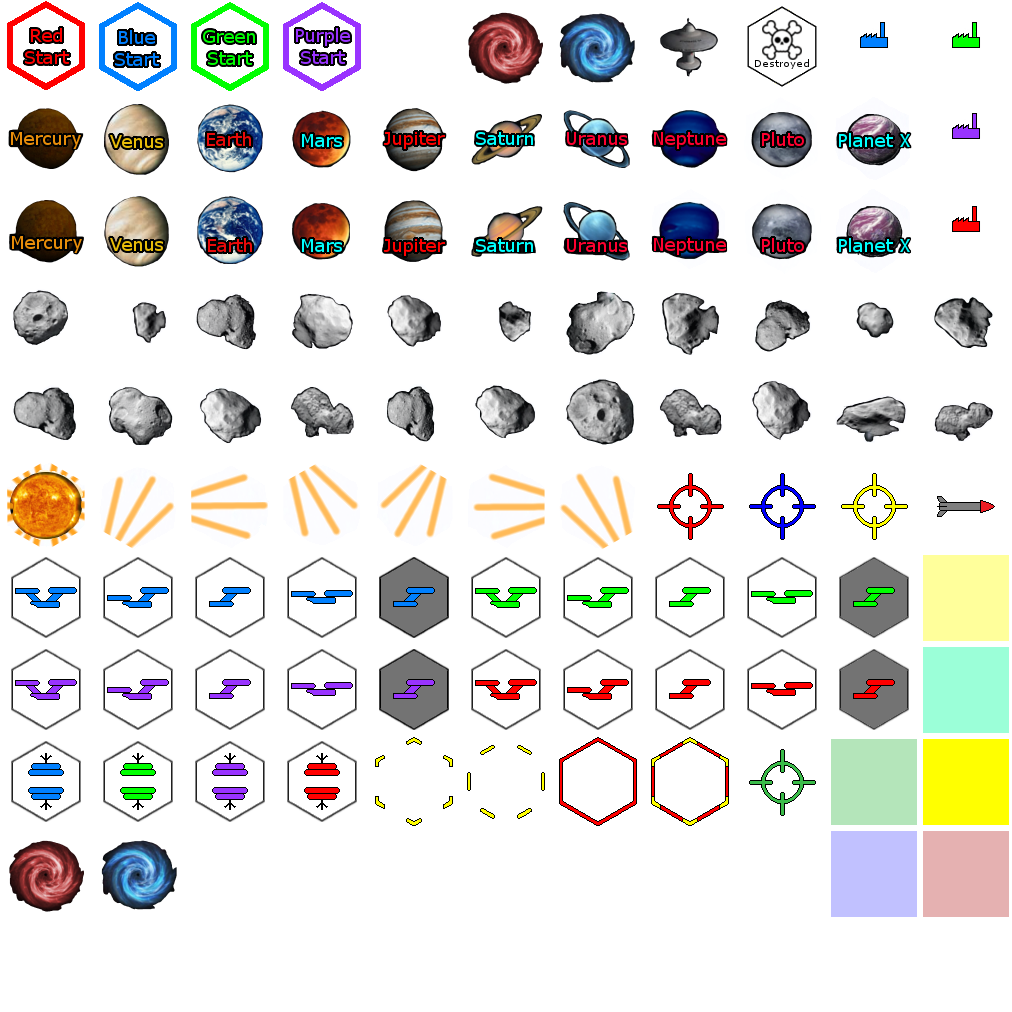 Red Start
Blue Start
Green Start
Purple Start
Destroyed
Mercury
Venus
Earth
Mars
Jupiter
Saturn
Uranus
Neptune
Pluto
Planet X
Mercury
Venus
Earth
Mars
Jupiter
Saturn
Uranus
Neptune
Pluto
Planet X